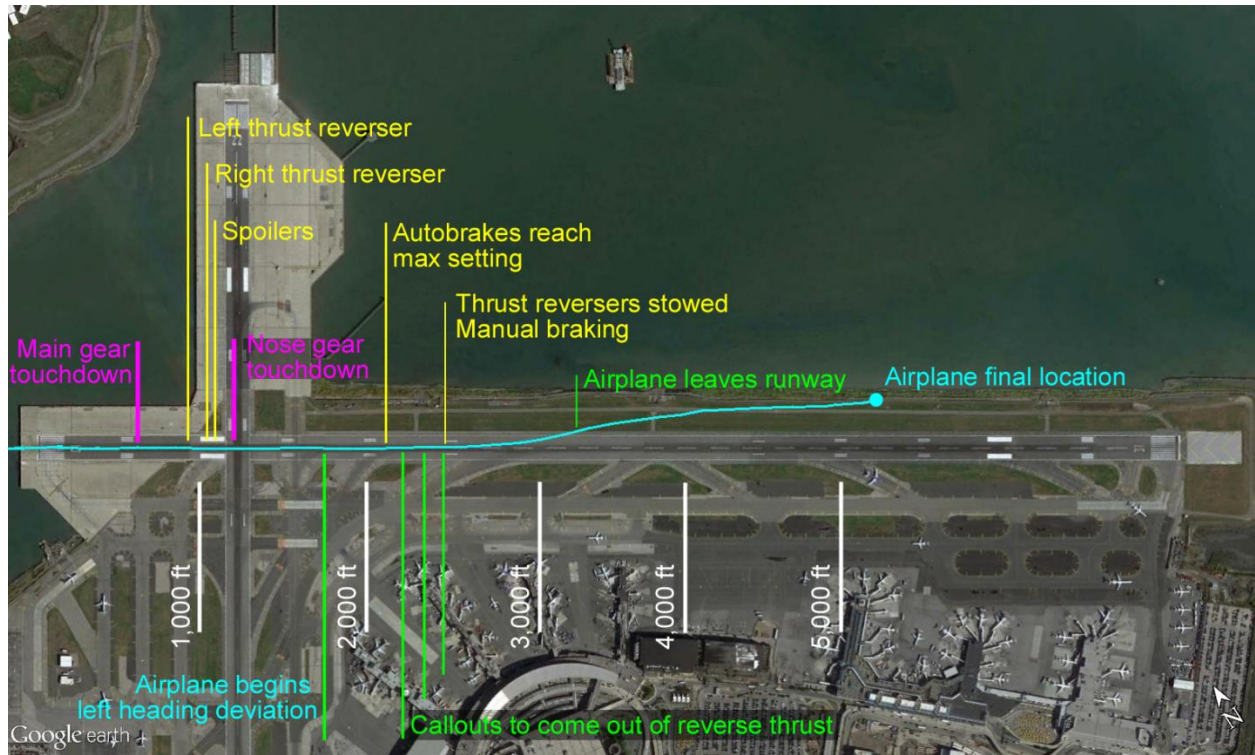 Left thrust reverser
Right thrust reverser
Spoilers
Autobrakes reach
max setting
Thrust reversers stowed
Manual braking
Main gear
touchdown
Nose gear
touchdown
Airplane leaves runway
Airplane final location
1,000 ft
2,000 ft
3,000 ft
4,000 ft
5,000 ft
Airplane begins
left heading deviation
Callouts to come out of reverse thrust
Google earth
N